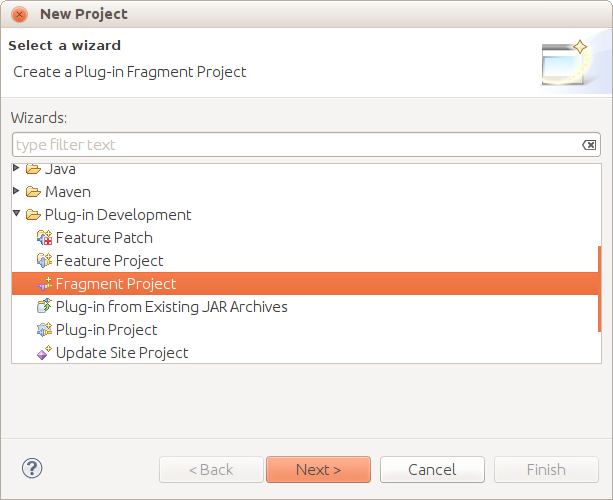 New Project
Select a wizard
Create a Plug-in Fragment Project
Wizards:
type filter text
Java
Maven
Plug-in Development
Feature Patch
Feature Project
Fragment Project
Plug-in from Existing JAR Archives
Plug-in Project
Update Site Project
? < Back Next > Cancel Finish